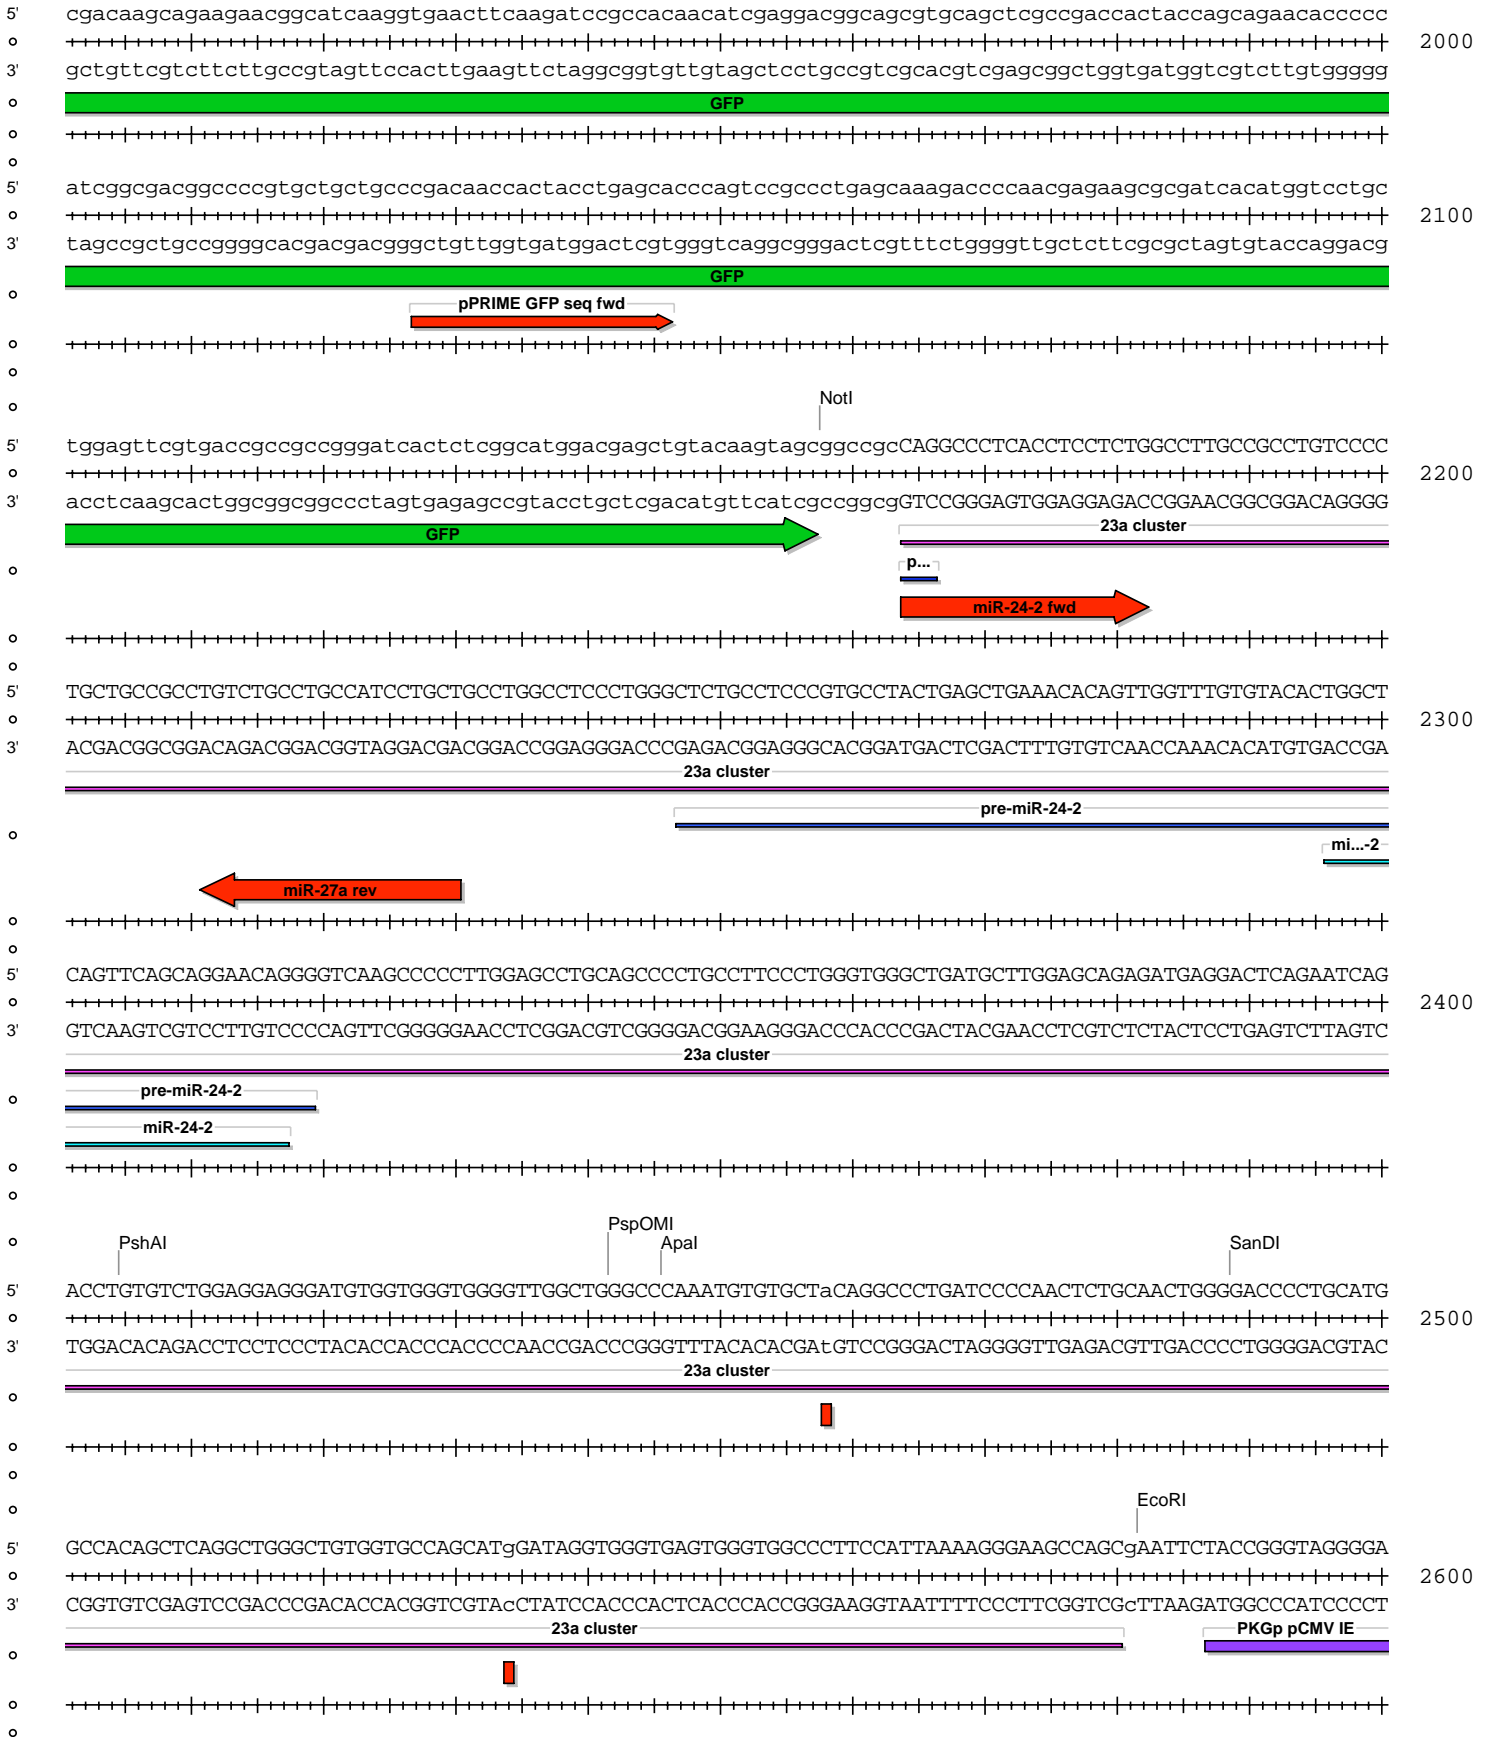 5' cgacaagcagaagaacggcatcaaggtgaacttcaagatccgccacaacatcgaggacggcagcgtgcagctcgccgaccactaccagcagaacaccccc
2000
3' gctgttcgtcttcttgccgtagttccacttgaagttctaggcggtgttgtagctcctgccgtcgcacgtcgagcggctggtgatggtcgtcttgtggggg
GFP
5' atcggcgacggccccgtgctgctgcccgacaaccactacctgagcacccagtccgccctgagcaaagaccccaacgagaagcgcgatcacatggtcctgc
2100
3' tagccgctgccggggcacgacgacgggctgttggtgatggactcgtgggtcaggcgggactcgtttctggggttgctcttcgcgctagtgtaccaggacg
GFP
pPRIME GFP seq fwd
NotI
5' tggagttcgtgaccgccgccgggatcactctcggcatggacgagctgtacaagtagcggccgcCAGGCCCTCACCTCCTCTGGCCTTGCCGCCTGTCCCC
2200
3' acctcaagcactggcggcggccctagtgagagccgtacctgctcgacatgttcatcgccggcgGTCCGGGAGTGGAGGAGACCGGAACGGCGGACAGGGG
GFP 23a cluster
p...
miR-24-2 fwd
5' TGCTGCCGCCTGTCTGCCTGCCATCCTGCTGCCTGGCCTCCCTGGGCTCTGCCTCCCGTGCCTACTGAGCTGAAACACAGTTGGTTTGTGTACACTGGCT
2300
3' ACGACGGCGGACAGACGGACGGTAGGACGACGGACCGGAGGGACCCGAGACGGAGGGCACGGATGACTCGACTTTGTGTCAACCAAACACATGTGACCGA
23a cluster
pre-miR-24-2
mi...-2
miR-27a rev
5' CAGTTCAGCAGGAACAGGGGTCAAGCCCCCTTGGAGCCTGCAGCCCCTGCCTTCCCTGGGTGGGCTGATGCTTGGAGCAGAGATGAGGACTCAGAATCAG
2400
3' GTCAAGTCGTCCTTGTCCCCAGTTCGGGGGAACCTCGGACGTCGGGGACGGAAGGGACCCACCCGACTACGAACCTCGTCTCTACTCCTGAGTCTTAGTC
23a cluster
pre-miR-24-2
miR-24-2
PshAI PspOMI ApaI SanDI
5' ACCTGTGTCTGGAGGAGGGATGTGGTGGGTGGGGTTGGCTGGGCCCAAATGTGTGCTaCAGGCCCTGATCCCCAACTCTGCAACTGGGGACCCCTGCATG
2500
3' TGGACACAGACCTCCTCCCTACACCACCCACCCCAACCGACCCGGGTTTACACACGAtGTCCGGGACTAGGGGTTGAGACGTTGACCCCTGGGGACGTAC
23a cluster
EcoRI
5' GCCACAGCTCAGGCTGGGCTGTGGTGCCAGCATgGATAGGTGGGTGAGTGGGTGGCCCTTCCATTAAAAGGGAAGCCAGCgAATTCTACCGGGTAGGGGA
2600
3' CGGTGTCGAGTCCGACCCGACACCACGGTCGTAcCTATCCACCCACTCACCCACCGGGAAGGTAATTTTCCCTTCGGTCGcTTAAGATGGCCCATCCCCT
23a cluster PKGp pCMV IE